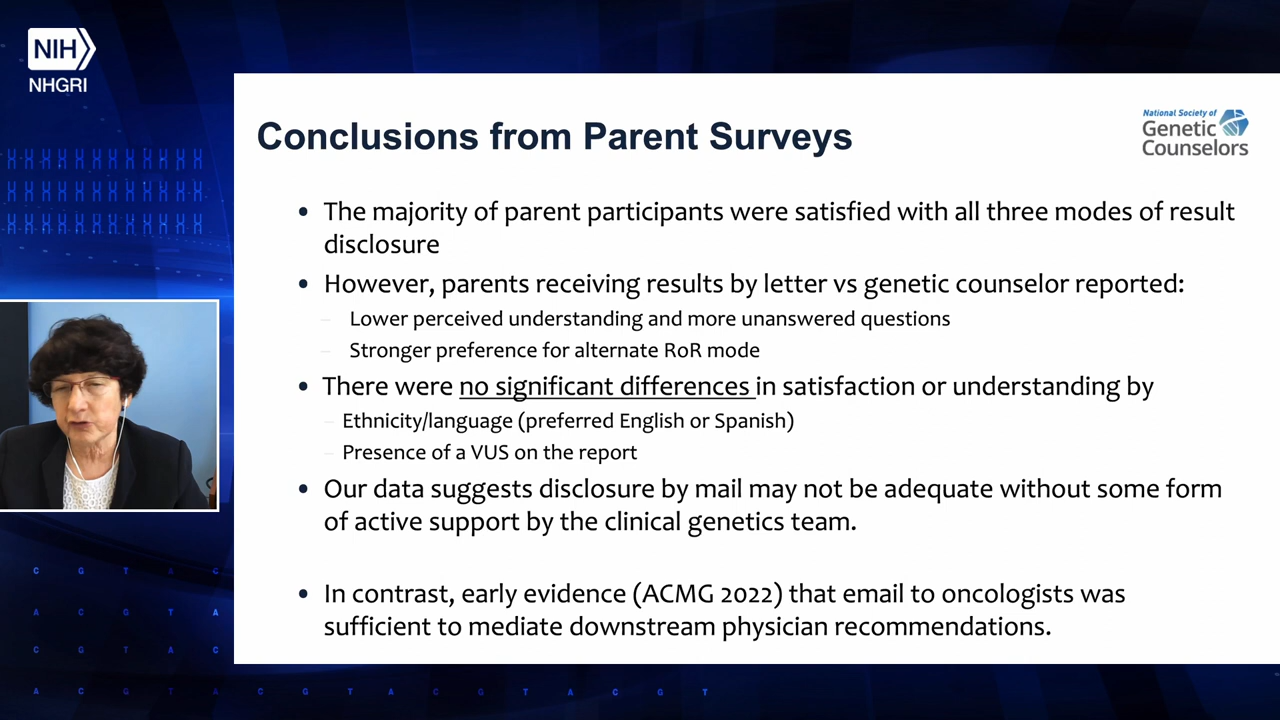 NIH
NHGRI
Conclusions from Parent Surveys
National Society of
Genetic
Counselors
• The majority of parent participants were satisfied with all three modes of result
disclosure
• However, parents receiving results by letter vs genetic counselor reported:
– Lower perceived understanding and more unanswered questions
– Stronger preference for alternate RoR mode
• There were no significant differences in satisfaction or understanding by
– Ethnicity/language (preferred English or Spanish)
– Presence of a VUS on the report
• Our data suggests disclosure by mail may not be adequate without some form
of active support by the clinical genetics team.
• In contrast, early evidence (ACMG 2022) that email to oncologists was
sufficient to mediate downstream physician recommendations.
C G T A C
A C G T A
C G T A C
A C G T A C G T A C G T A C G T